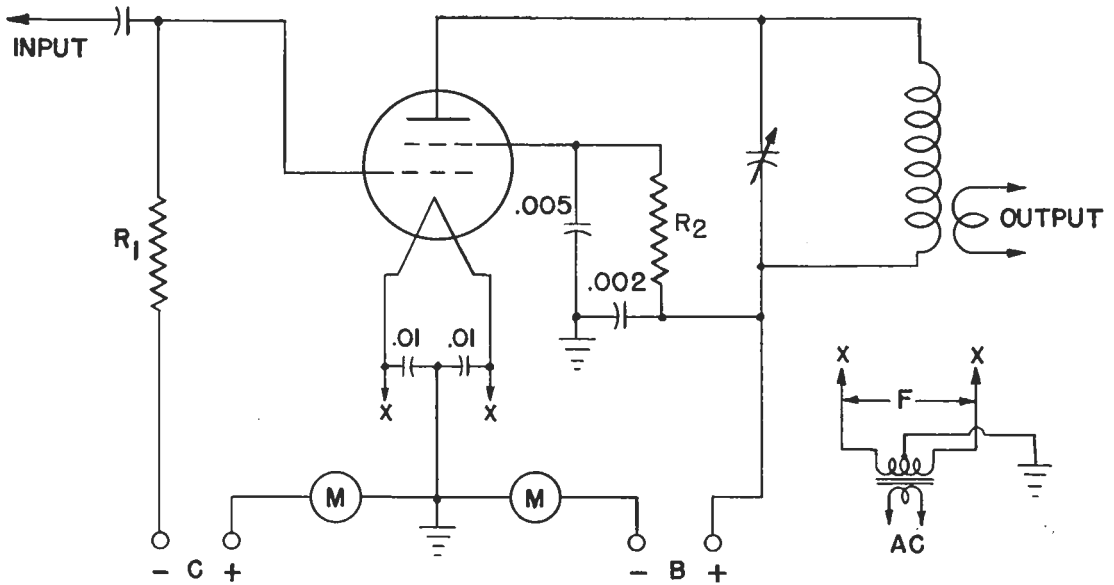 INPUT
R1
.005
R2
OUTPUT
.002
.01 .01
X X
X X
F
M M
- C +
- B +
AC